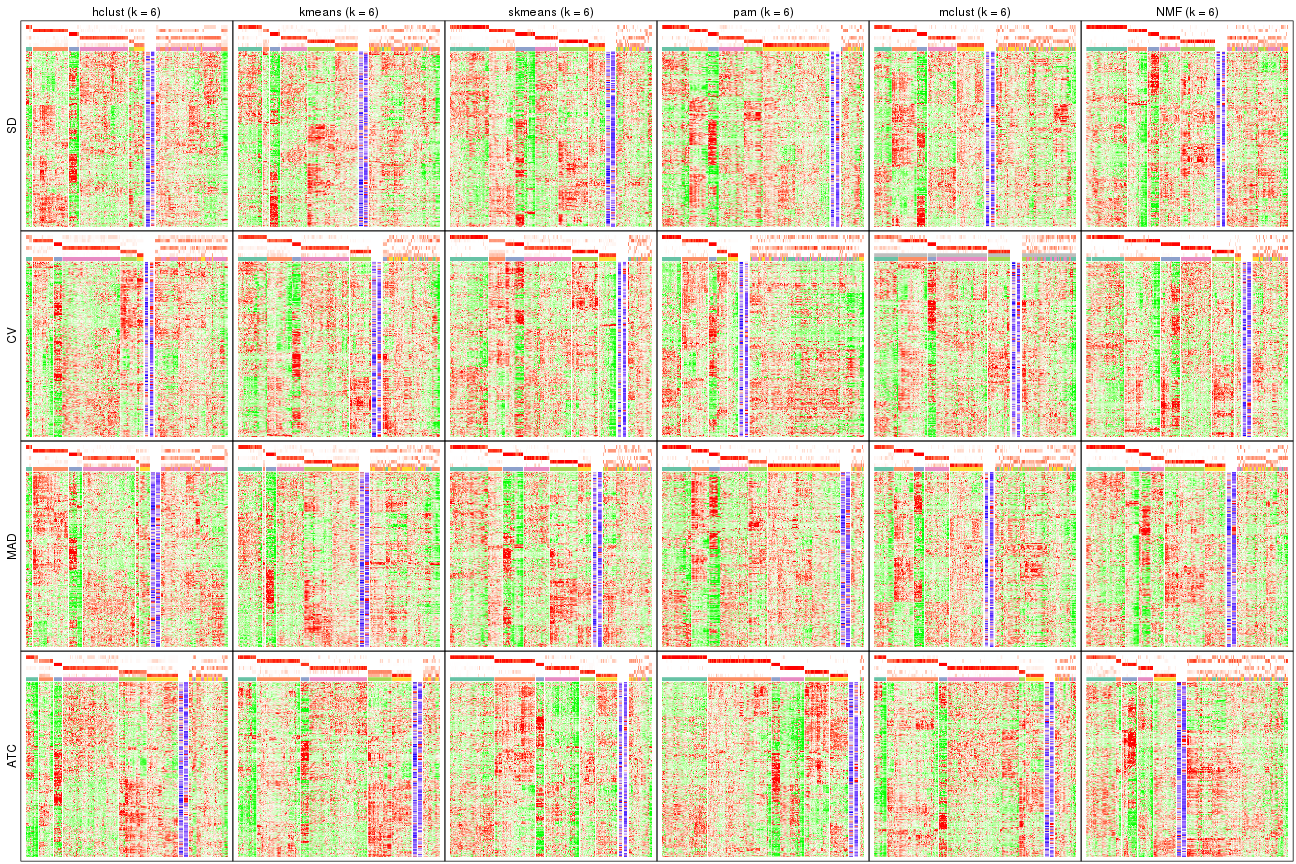 hclust (k = 6) kmeans (k = 6) skmeans (k = 6) pam (k = 6) mclust (k = 6) NMF (k = 6)
SD
CV
MAD
ATC